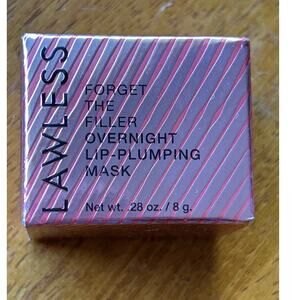 LAWLESS
FORGET
THE
FILLER
OVERNIGHT
LIP-PLUMPING
MASK
Net wt. .28 oz. / 8 g.